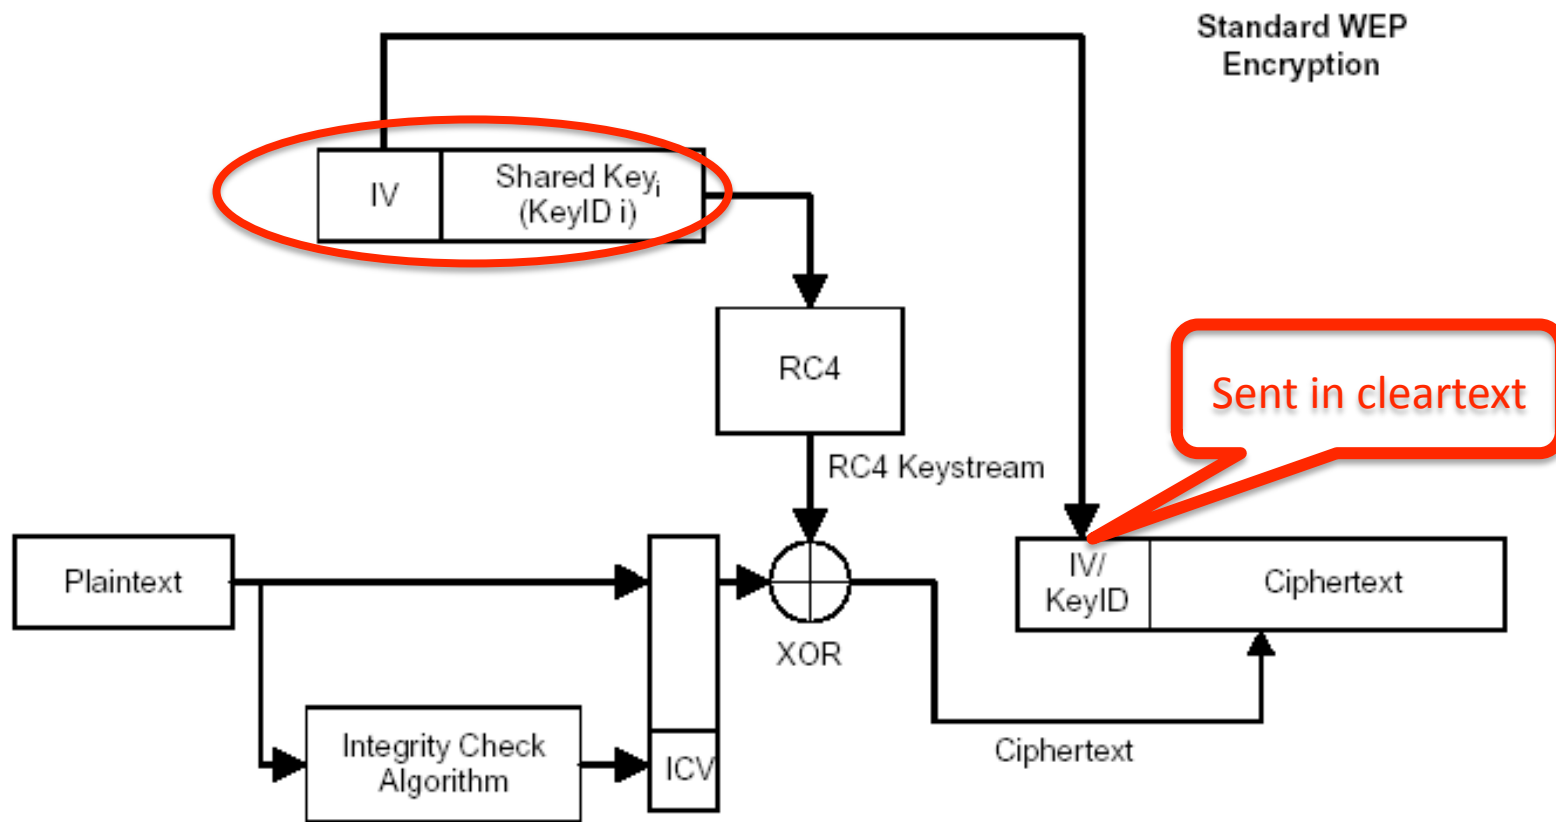 Standard WEP
Encryption
IV
Shared Keyi
(KeyID i)
RC4
Sent in cleartext
RC4 Keystream
Plaintext
IV/
KeyID
Ciphertext
XOR
Integrity Check
Algorithm
ICV
Ciphertext